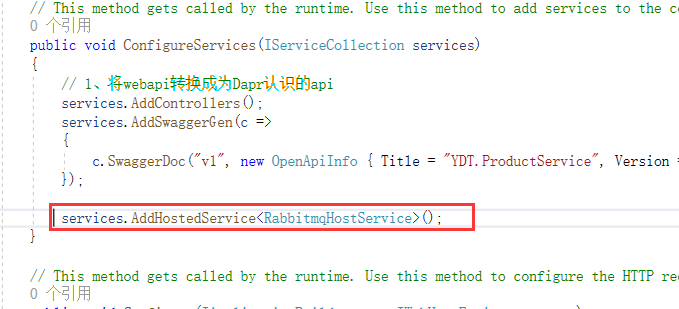 // This method gets called by the runtime. Use this method to add services to the
0 个引用
public void ConfigureServices(IServiceCollection services)
{
// 1、将webapi转换成为Dapr认识的api
services.AddControllers();
services.AddSwaggerGen(c =>
{
c.SwaggerDoc("v1", new OpenApiInfo { Title = "YDT.ProductService", Version =
});
services.AddHostedService<RabbitmqHostService>();
}
// This method gets called by the runtime. Use this method to configure the HTTP
0 个引用